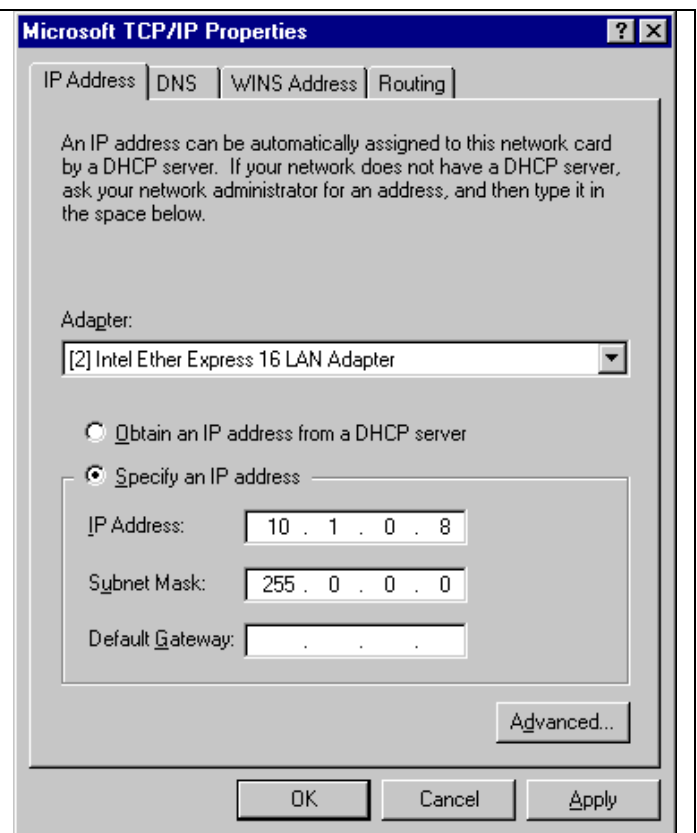 Microsoft TCP/IP Properties
IP Address DNS WINS Address Routing
An IP address can be automatically assigned to this network card
by a DHCP server. If your network does not have a DHCP server,
ask your network administrator for an address, and then type it in
the space below.
Adapter:
[2] Intel Ether Express 16 LAN Adapter
Obtain an IP address from a DHCP server
Specify an IP address
IP Address: 10 . 1 . 0 . 8
Subnet Mask: 255 . 0 . 0 . 0
Default Gateway: . . .
Advanced...
OK Cancel Apply